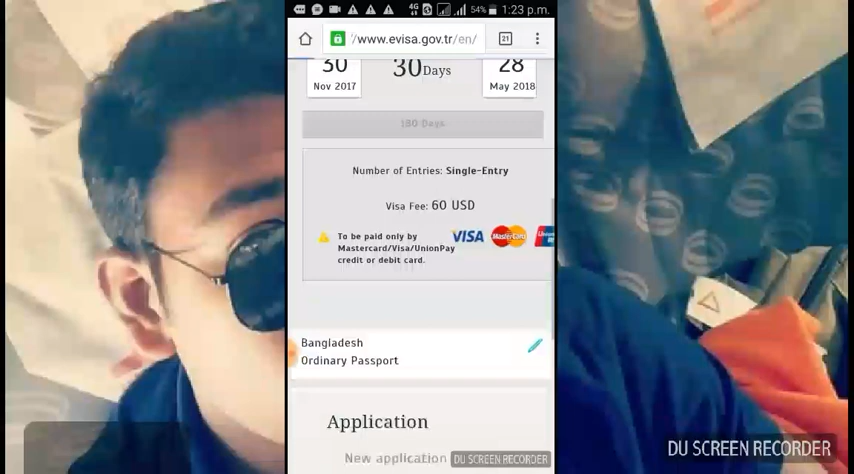 4G
54%
1:23 p.m.
/www.evisa.gov.tr/en/
21
30
30Days
28
Nov 2017
May 2018
180 Days
Number of Entries: Single-Entry
Visa Fee: 60 USD
To be paid only by
Mastercard/Visa/UnionPay
credit or debit card.
VISA
MasterCard
Bangladesh
Ordinary Passport
Application
New application
DU SCREEN RECORDER
DU SCREEN RECORDER